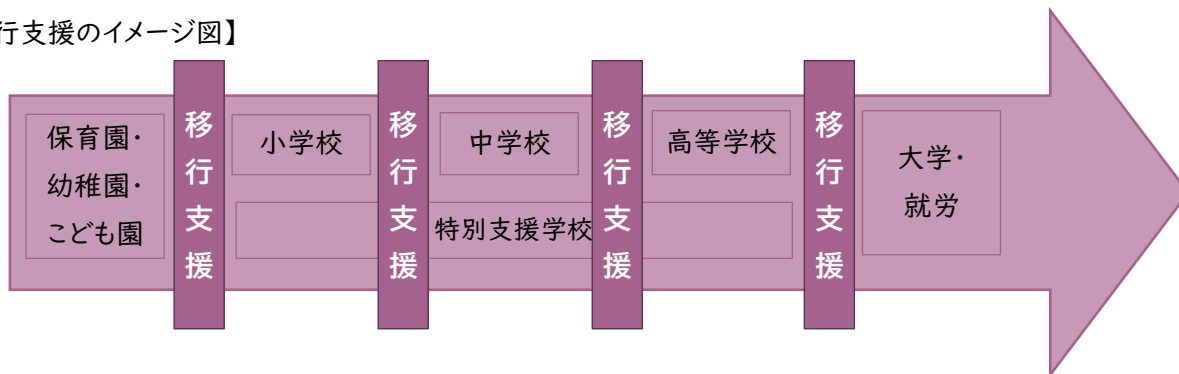 行支援のイメージ図】
保育園・
幼稚園・
こども園
移
行
支
援
小学校
移
行
支
援
中学校
移
行
支
援
高等学校
移
行
支
援
大学・
就労
特別支援学校